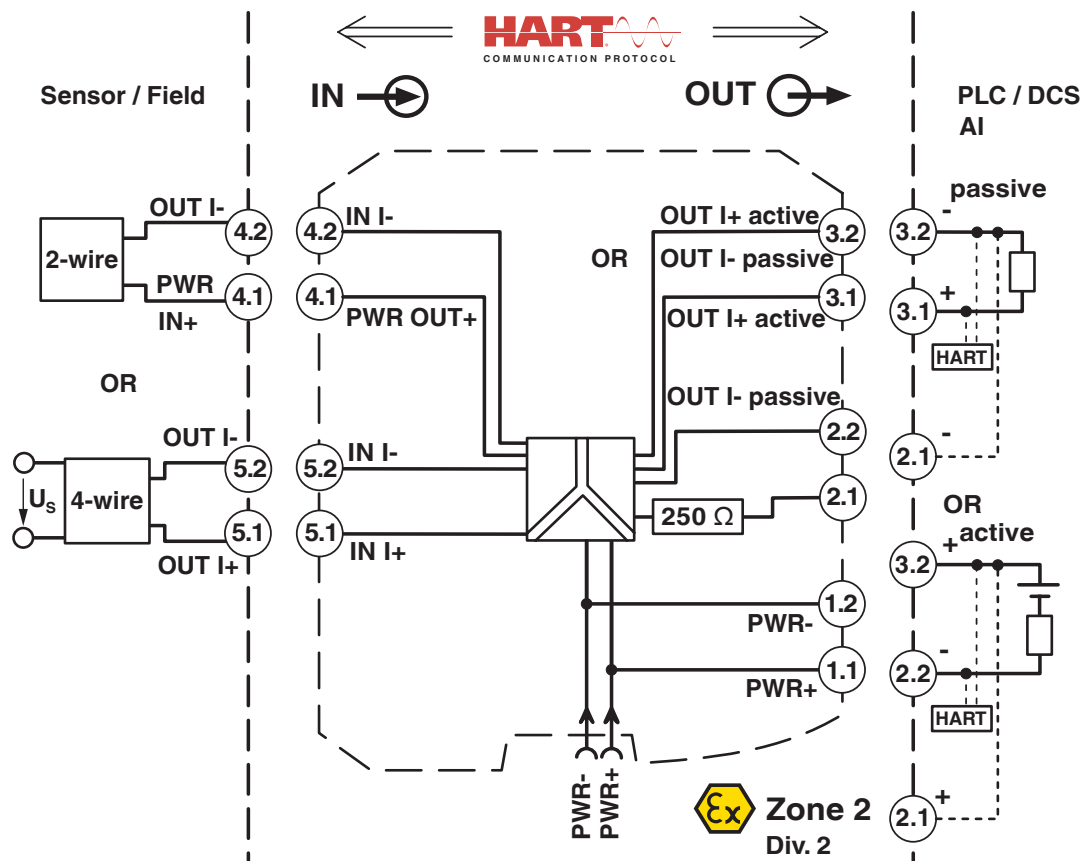 HART
COMMUNICATION PROTOCOL
Sensor / Field
IN
OUT
PLC / DCS
AI
OUT I-
4.2
2-wire
PWR
IN+
4.1
OR
OUT I-
5.2
U_S
4-wire
5.1
OUT I+
4.2
IN I-
4.1
PWR OUT+
5.2
IN I-
5.1
IN I+
OUT I+ active
3.2
OR
OUT I- passive
3.1
OUT I+ active
OUT I- passive
2.2
2.1
250 Ω
1.2
PWR-
1.1
PWR+
PWR-
PWR+
Ex
Zone 2
Div. 2
passive
3.2
-
3.1
+
HART
2.1
-
OR
active
3.2
+
2.2
-
HART
2.1
+